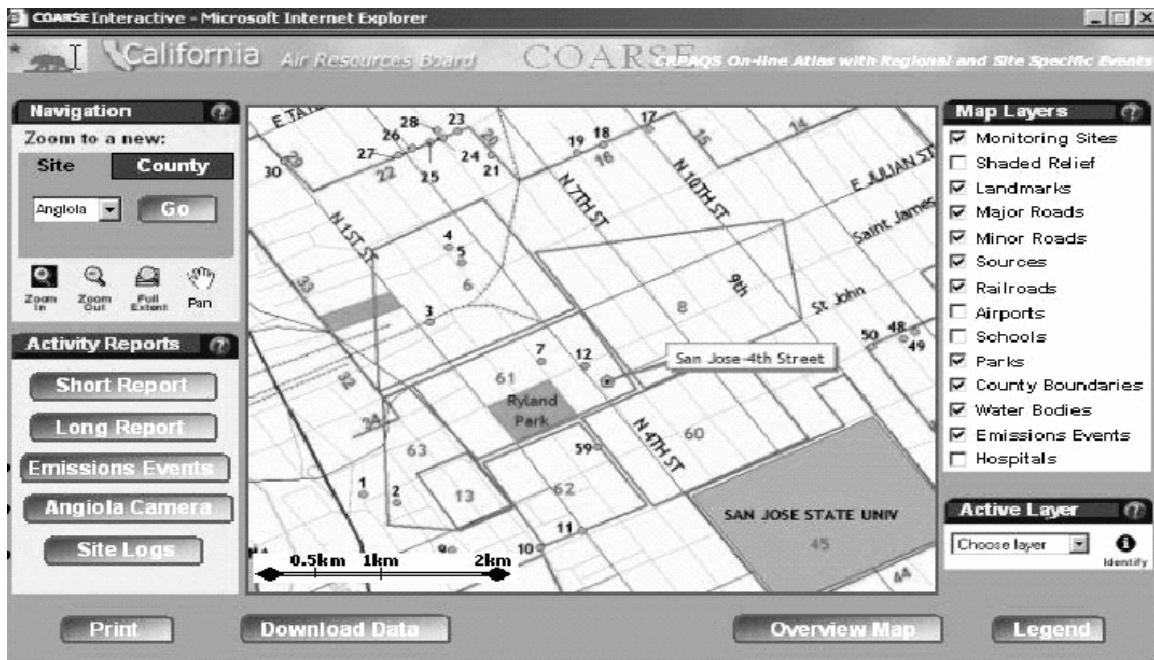 COARSE Interactive - Microsoft Internet Explorer
California Air Resources Board COARSE CRPAQS On-line Atlas with Regional and Site Specific Events
Navigation ?
Zoom to a new:
Site County
Angiola Go
Zoom In
Zoom Out
Full Extent
Pan
Activity Reports ?
Short Report
Long Report
Emissions Events
Angiola Camera
Site Logs
28 23 17 14
26 20 19 18 15
27 24 16
22 25 21
30
N 1ST ST
N 7TH ST
N 10TH ST
E JULIAN ST
Saint James
St John
9th
4
5
6
33
3
8
50 48
49
7 12
San Jose-4th Street
61
Ryland
Park
32
34
N 4TH ST
60
63
59
1 2 13 62
11
10
SAN JOSE STATE UNIV
45
44
0.5km 1km 2km
Map Layers ?
Monitoring Sites
Shaded Relief
Landmarks
Major Roads
Minor Roads
Sources
Railroads
Airports
Schools
Parks
County Boundaries
Water Bodies
Emissions Events
Hospitals
Active Layer ?
Choose layer
Identify
Print
Download Data
Overview Map
Legend